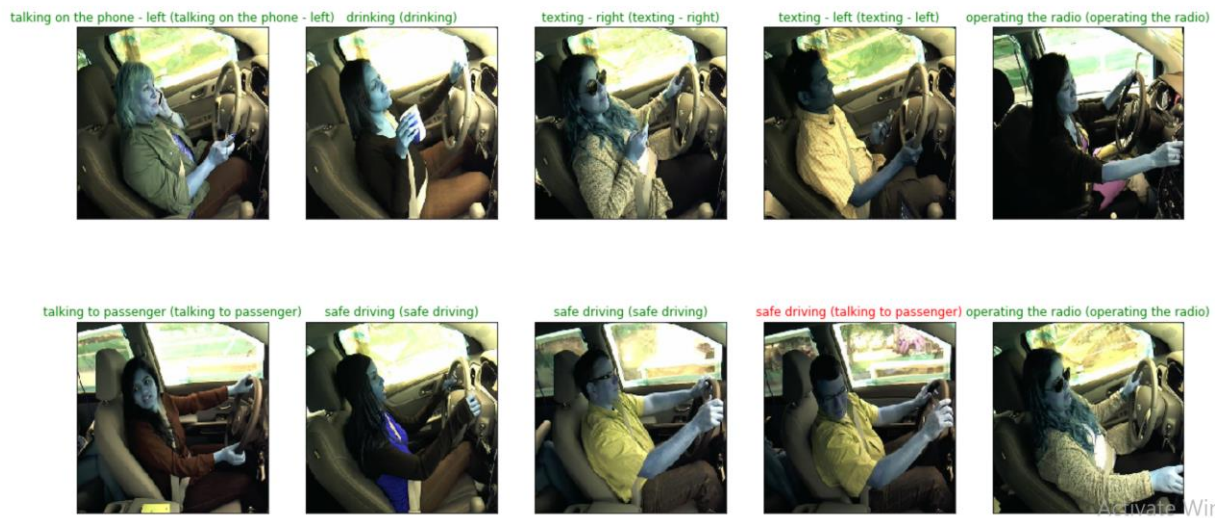 talking on the phone - left (talking on the phone - left)
drinking (drinking)
texting - right (texting - right)
texting - left (texting - left)
operating the radio (operating the radio)
talking to passenger (talking to passenger)
safe driving (safe driving)
safe driving (safe driving)
safe driving (talking to passenger)
operating the radio (operating the radio)
Activate Wir